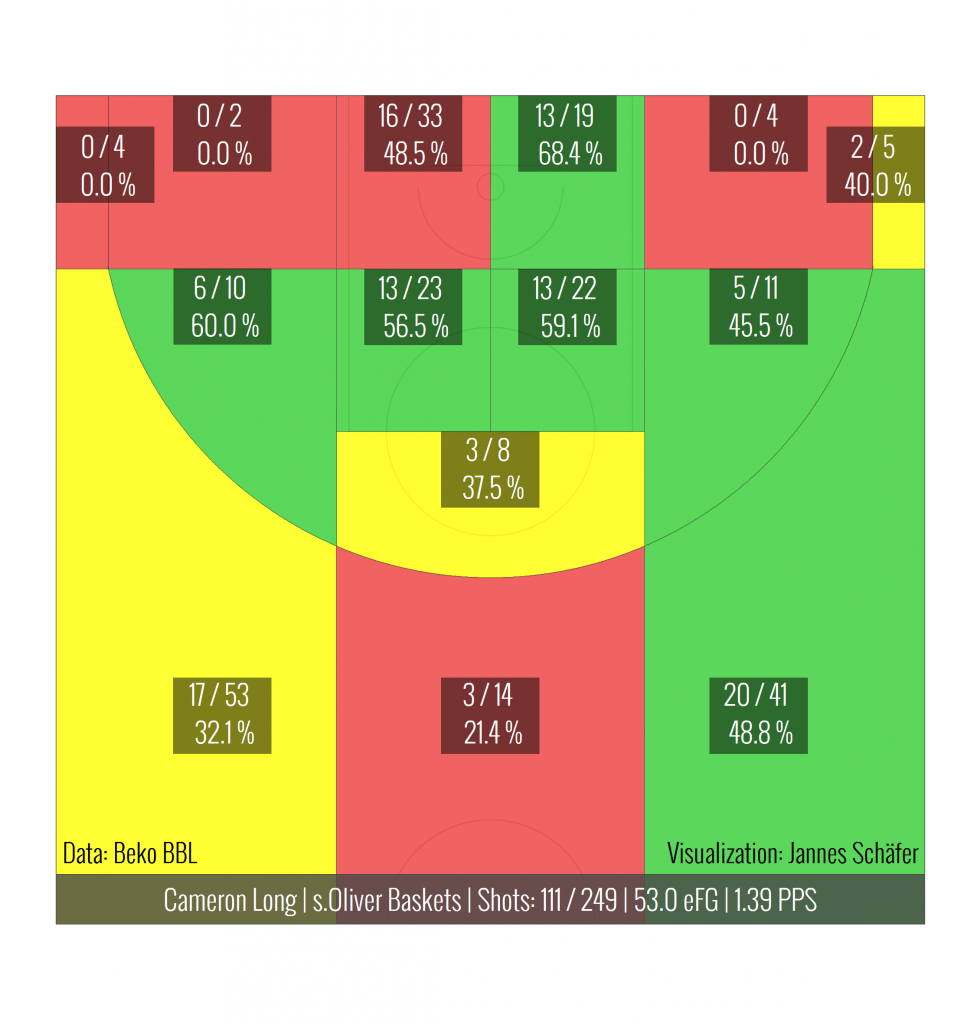 0 / 4
0.0 %
0 / 2
0.0 %
16 / 33
48.5 %
13 / 19
68.4 %
0 / 4
0.0 %
2 / 5
40.0 %
6 / 10
60.0 %
13 / 23
56.5 %
13 / 22
59.1 %
5 / 11
45.5 %
3 / 8
37.5 %
17 / 53
32.1 %
3 / 14
21.4 %
20 / 41
48.8 %
Data: Beko BBL
Visualization: Jannes Schäfer
Cameron Long | s.Oliver Baskets | Shots: 111 / 249 | 53.0 eFG | 1.39 PPS